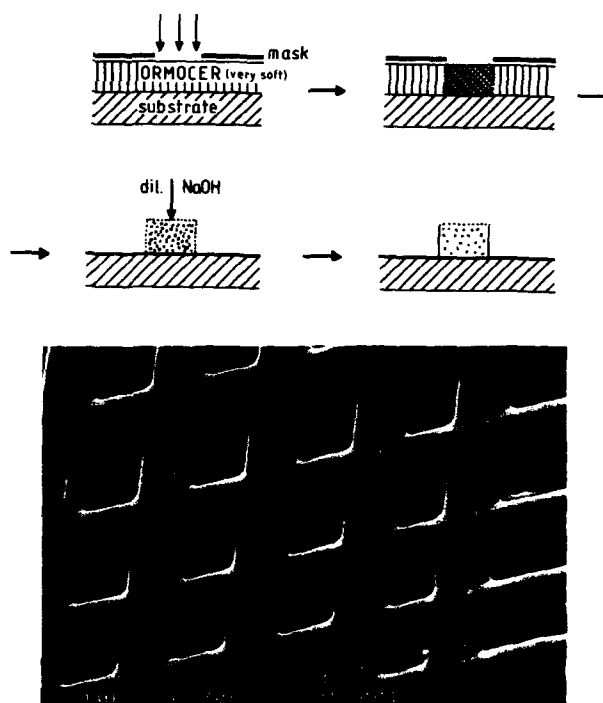 mask
ORMOCER (very soft)
substrate
dil. NaOH